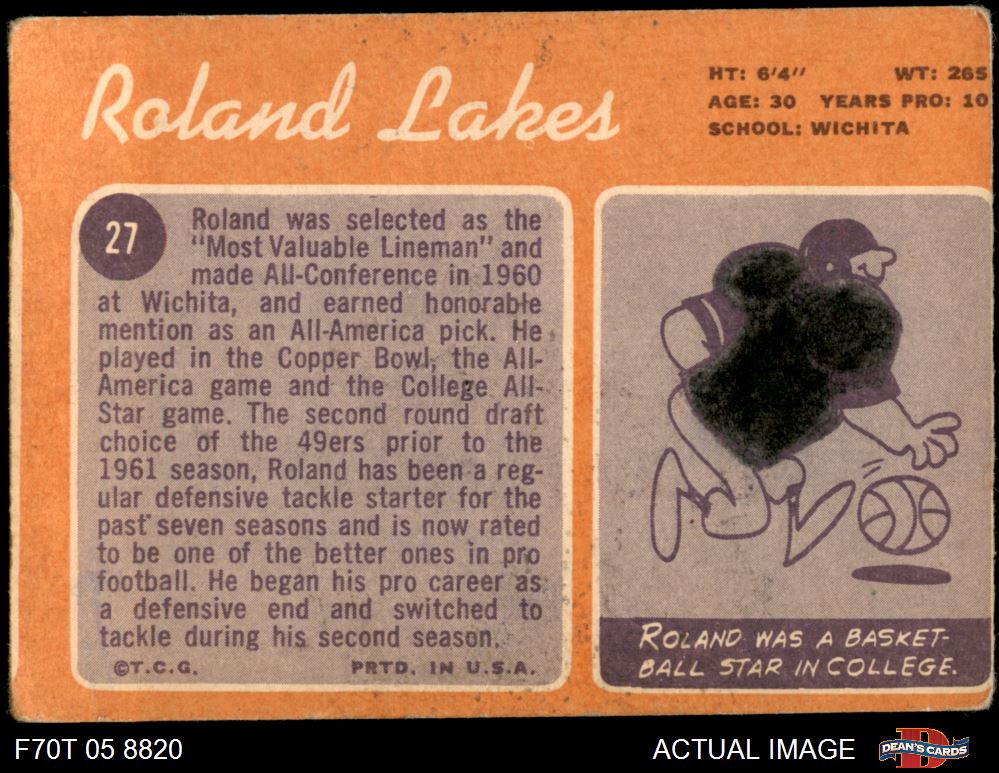 Roland Lakes
HT: 6'4" WT: 265
AGE: 30 YEARS PRO: 10
SCHOOL: WICHITA
27
Roland was selected as the
"Most Valuable Lineman" and
made All-Conference in 1960
at Wichita, and earned honorable
mention as an All-America pick. He
played in the Copper Bowl, the All-
America game and the College All-
Star game. The second round draft
choice of the 49ers prior to the
1961 season, Roland has been a reg-
ular defensive tackle starter for the
past seven seasons and is now rated
to be one of the better ones in pro
football. He began his pro career as
a defensive end and switched to
tackle during his second season.
©T.C.G. PRTD. IN U.S.A.
ROLAND WAS A BASKET-
BALL STAR IN COLLEGE.
F70T 05 8820 ACTUAL IMAGE
DEAN'S CARDS